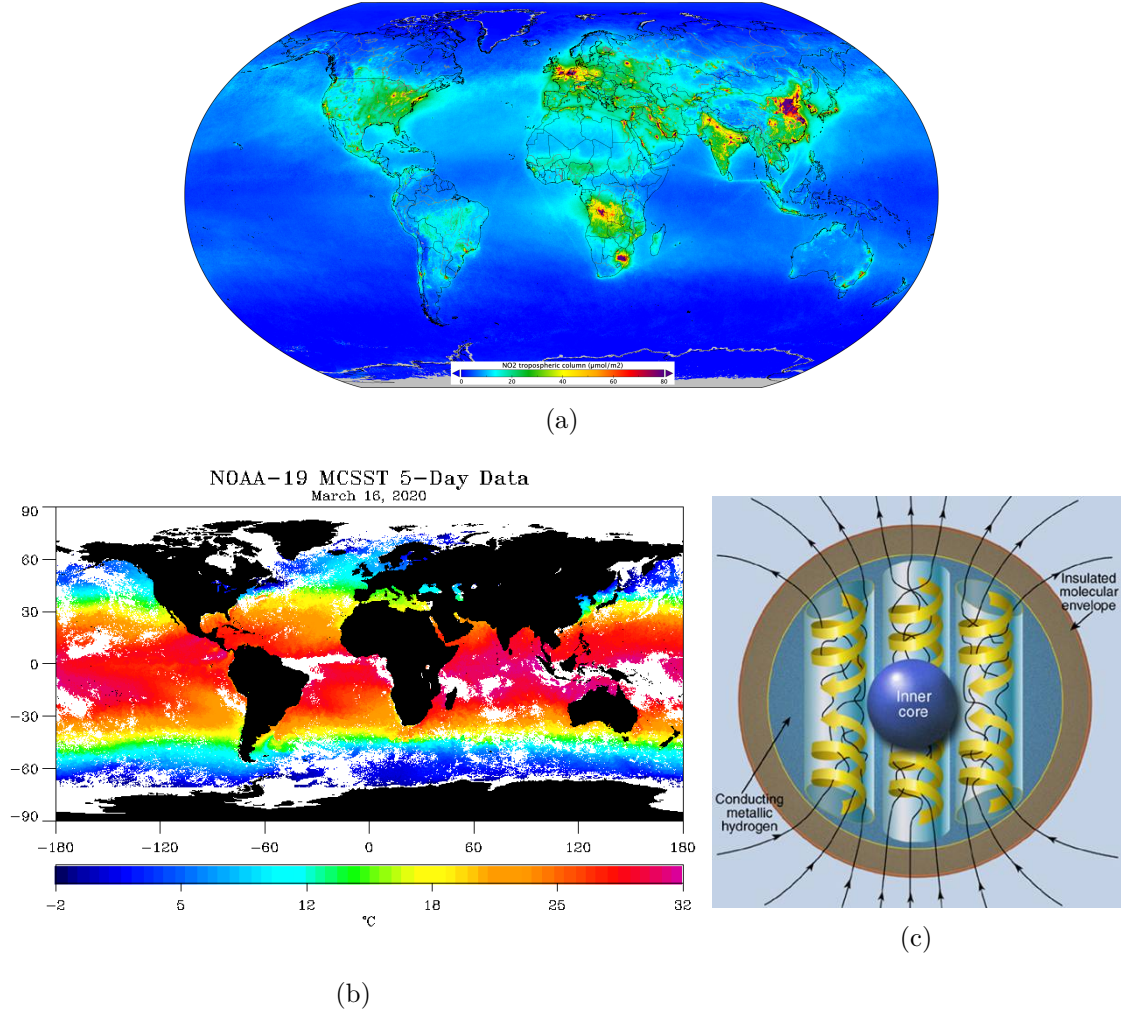 NO2 tropospheric column (μmol/m2)
0 20 40 60 80
(a)
NOAA-19 MCSST 5-Day Data
March 16, 2020
90
60
30
0
-30
-60
-90
-180 -120 -60 0 60 120 180
-2 5 12 18 25 32
°C
(b)
Insulated
molecular
envelope
Inner
core
Conducting
metallic
hydrogen
(c)